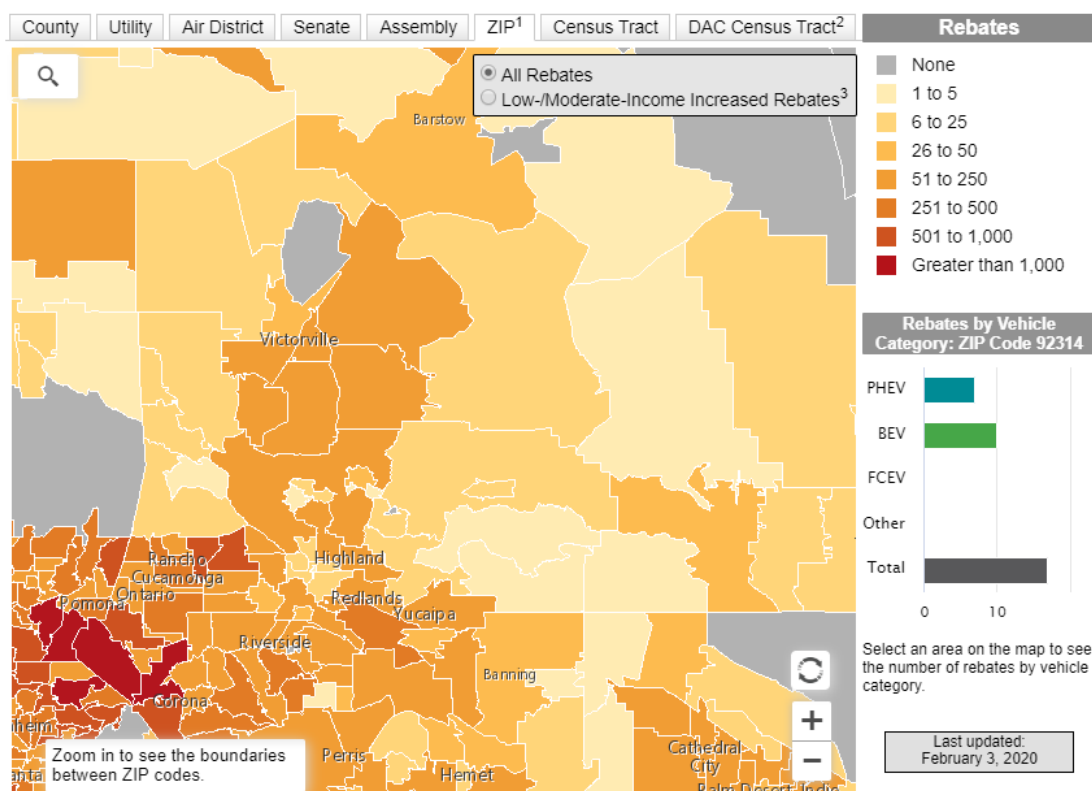 County
Utility
Air District
Senate
Assembly
ZIP1
Census Tract
DAC Census Tract2
Rebates
All Rebates
Low-/Moderate-Income Increased Rebates3
None
1 to 5
6 to 25
26 to 50
51 to 250
251 to 500
501 to 1,000
Greater than 1,000
Barstow
Victorville
Rancho
Cucamonga
Ontario
Pomona
Highland
Redlands
Yucaipa
Riverside
Banning
Corona
Perris
Hemet
Cathedral
City
Palm Desert
Indio
Zoom in to see the boundaries
between ZIP codes.
+
−
Rebates by Vehicle
Category: ZIP Code 92314
PHEV
BEV
FCEV
Other
Total
0
10
Select an area on the map to see
the number of rebates by vehicle
category.
Last updated:
February 3, 2020